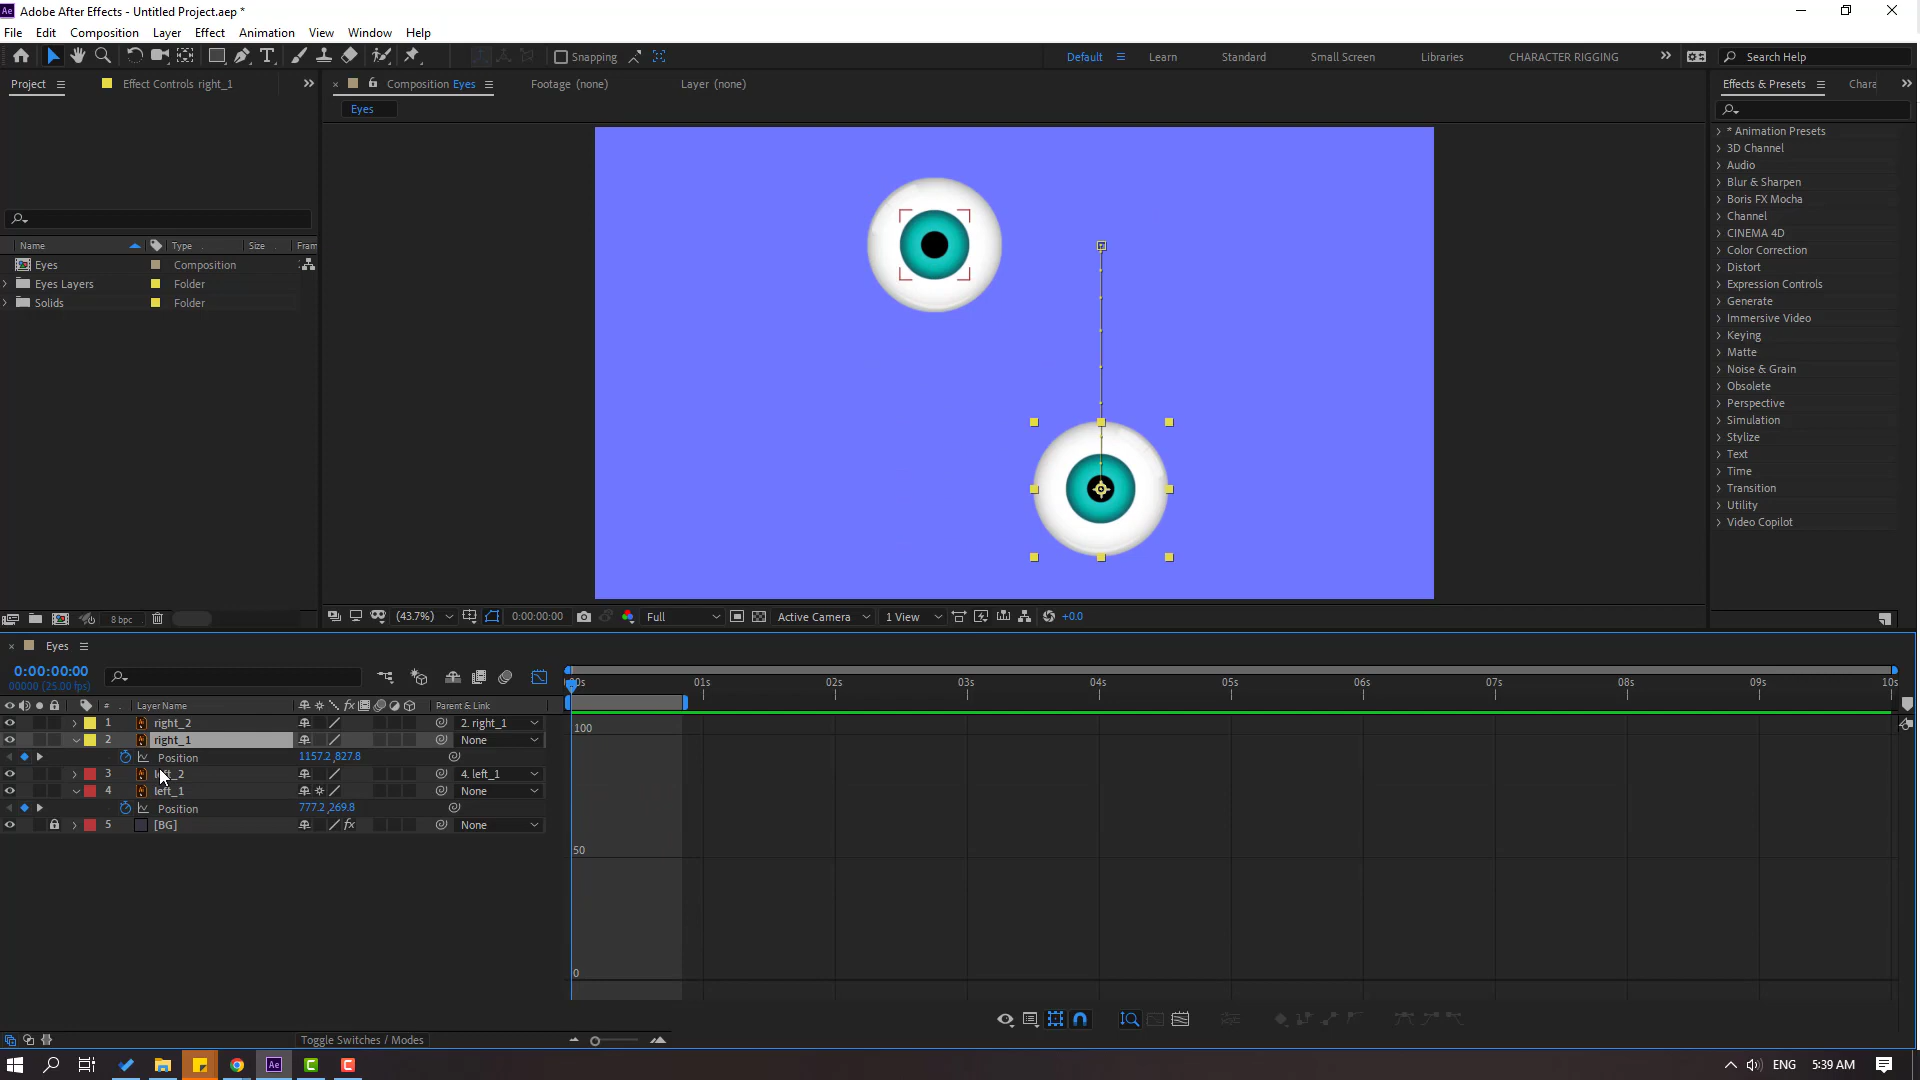 Adobe After Effects - Untitled Project.aep *
File Edit Composition Layer Effect Animation View Window Help
Snapping Default Learn Standard Small Screen Libraries CHARACTER RIGGING Search Help
Project Effect Controls right_1 Composition Eyes Footage (none) Layer (none) Effects & Presets Chara
Eyes
* Animation Presets
3D Channel
Audio
Blur & Sharpen
Boris FX Mocha
Channel
CINEMA 4D
Color Correction
Distort
Expression Controls
Generate
Immersive Video
Keying
Matte
Noise & Grain
Obsolete
Perspective
Simulation
Stylize
Text
Time
Transition
Utility
Video Copilot
Name Type Size Fram
Eyes Composition
Eyes Layers Folder
Solids Folder
8 bpc
(43.7%) 0:00:00:00 Full Active Camera 1 View +0.0
Eyes
0:00:00:00
00000 (25.00 fps)
00s 01s 02s 03s 04s 05s 06s 07s 08s 09s 10s
# Layer Name Parent & Link
1 right_2 2. right_1
2 right_1 None
Position 1157.2,827.8
3 left_2 4. left_1
4 left_1 None
Position 777.2,269.8
5 [BG] None
100
50
0
Toggle Switches / Modes
ENG 5:39 AM